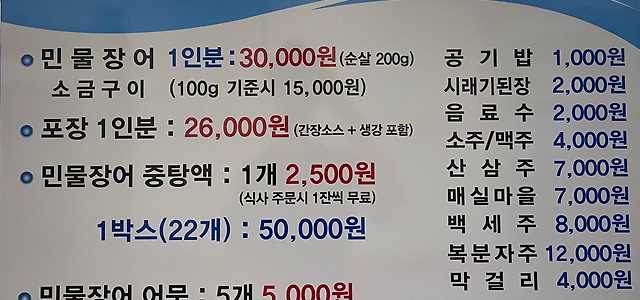 민물장어 1인분 : 30,000원 (순살 200g)
소금구이 (100g 기준시 15,000원)
포장 1인분 : 26,000원 (간장소스 + 생강 포함)
민물장어 중탕액 : 1개 2,500원
(식사 주문시 1잔씩 무료)
1박스(22개) : 50,000원
민물장어 어묵 : 5개 5,000원
공기밥 1,000원
시래기된장 2,000원
음료수 2,000원
소주/맥주 4,000원
산삼주 7,000원
매실마을 7,000원
백세주 8,000원
복분자주 12,000원
막걸리 4,000원